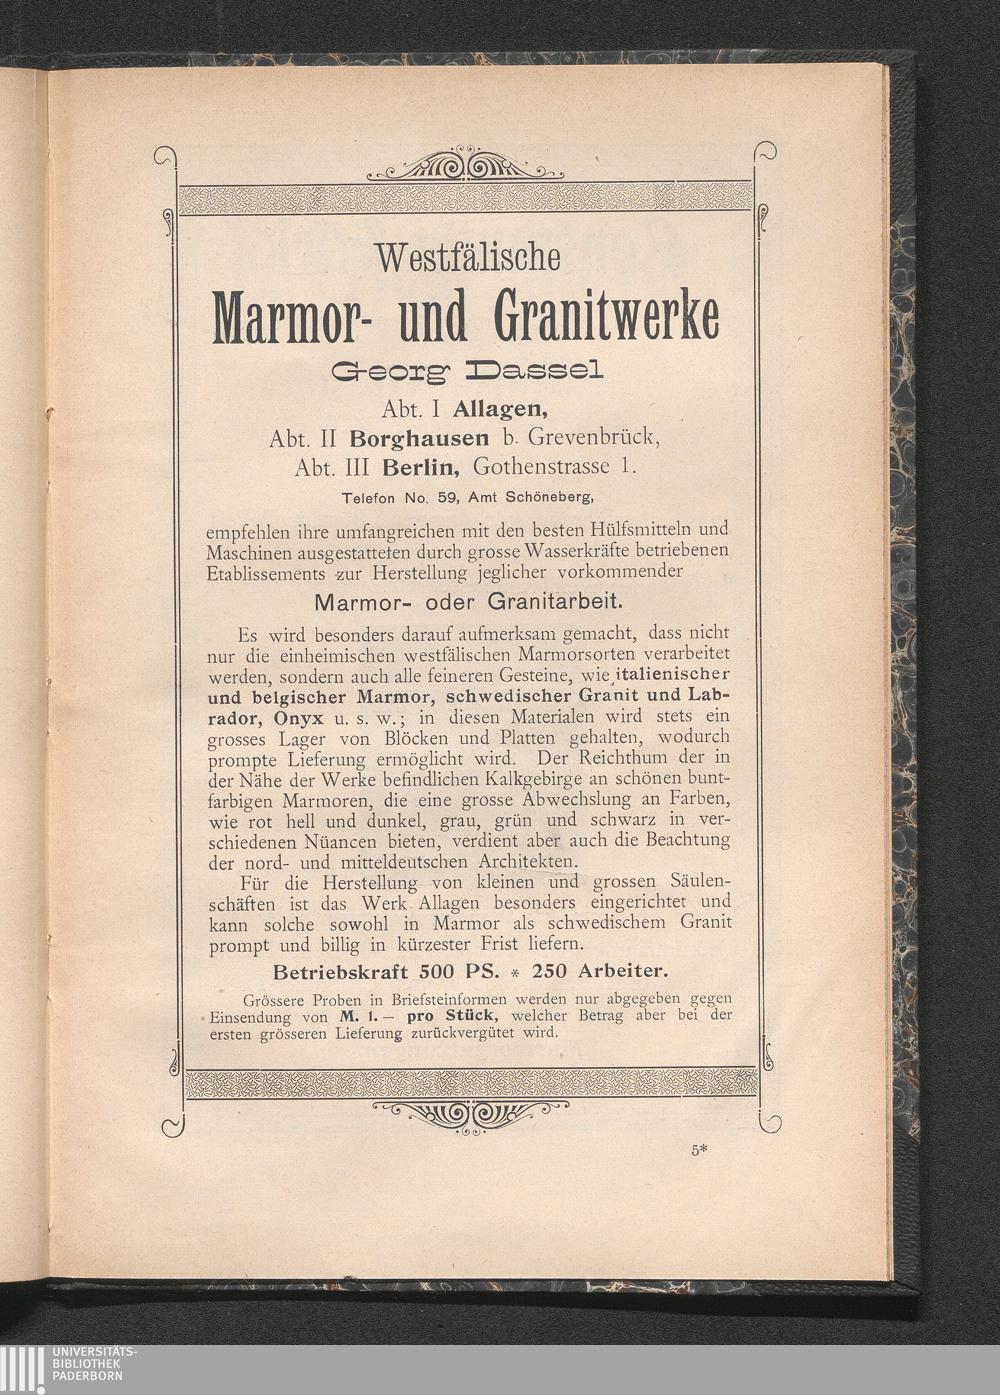 Westfälische
Marmor- und Granitwerke
Georg Dassel
Abt. I Allagen,
Abt. II Borghausen b. Grevenbrück,
Abt. III Berlin, Gothenstrasse 1.
Telefon No. 59, Amt Schöneberg,
empfehlen ihre umfangreichen mit den besten Hülfsmitteln und
Maschinen ausgestatteten durch grosse Wasserkräfte betriebenen
Etablissements zur Herstellung jeglicher vorkommender
Marmor- oder Granitarbeit.
Es wird besonders darauf aufmerksam gemacht, dass nicht
nur die einheimischen westfälischen Marmorsorten verarbeitet
werden, sondern auch alle feineren Gesteine, wie italienischer
und belgischer Marmor, schwedischer Granit und Lab-
rador, Onyx u. s. w.; in diesen Materialen wird stets ein
grosses Lager von Blöcken und Platten gehalten, wodurch
prompte Lieferung ermöglicht wird. Der Reichthum der in
der Nähe der Werke befindlichen Kalkgebirge an schönen bunt-
farbigen Marmoren, die eine grosse Abwechslung an Farben,
wie rot hell und dunkel, grau, grün und schwarz in ver-
schiedenen Nüancen bieten, verdient aber auch die Beachtung
der nord- und mitteldeutschen Architekten.
Für die Herstellung von kleinen und grossen Säulen-
schäften ist das Werk Allagen besonders eingerichtet und
kann solche sowohl in Marmor als schwedischem Granit
prompt und billig in kürzester Frist liefern.
Betriebskraft 500 PS. * 250 Arbeiter.
Grössere Proben in Briefsteinformen werden nur abgegeben gegen
Einsendung von M. 1.— pro Stück, welcher Betrag aber bei der
ersten grösseren Lieferung zurückvergütet wird.
5*
UNIVERSITÄTS-
BIBLIOTHEK
PADERBORN